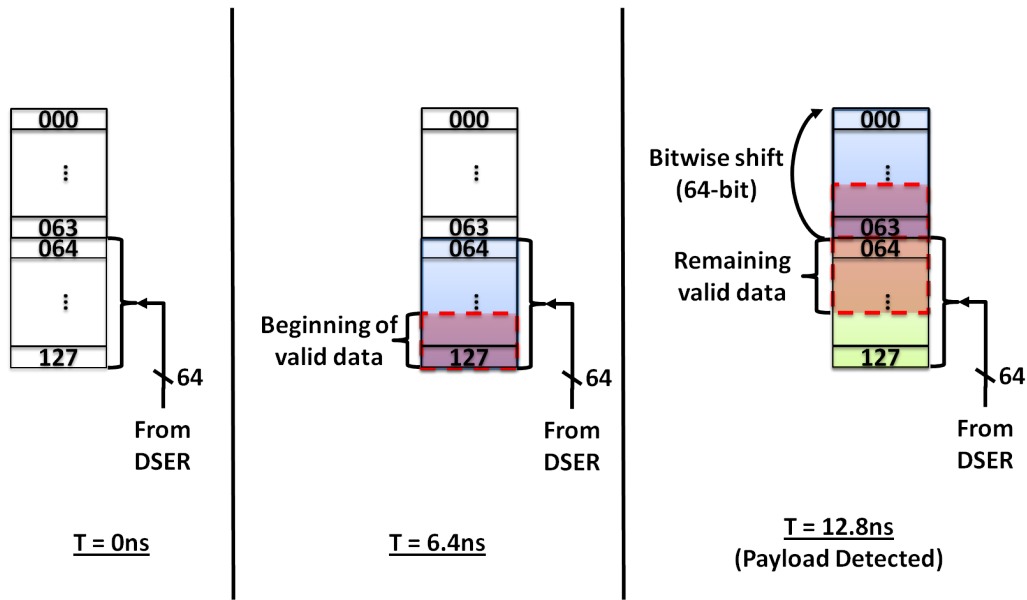 000
⋮
063
064
⋮
127
64
From
DSER
T = 0ns
000
⋮
063
064
⋮
Beginning of
valid data
127
64
From
DSER
T = 6.4ns
000
Bitwise shift
(64-bit)
⋮
063
064
Remaining
valid data
⋮
127
64
From
DSER
T = 12.8ns
(Payload Detected)